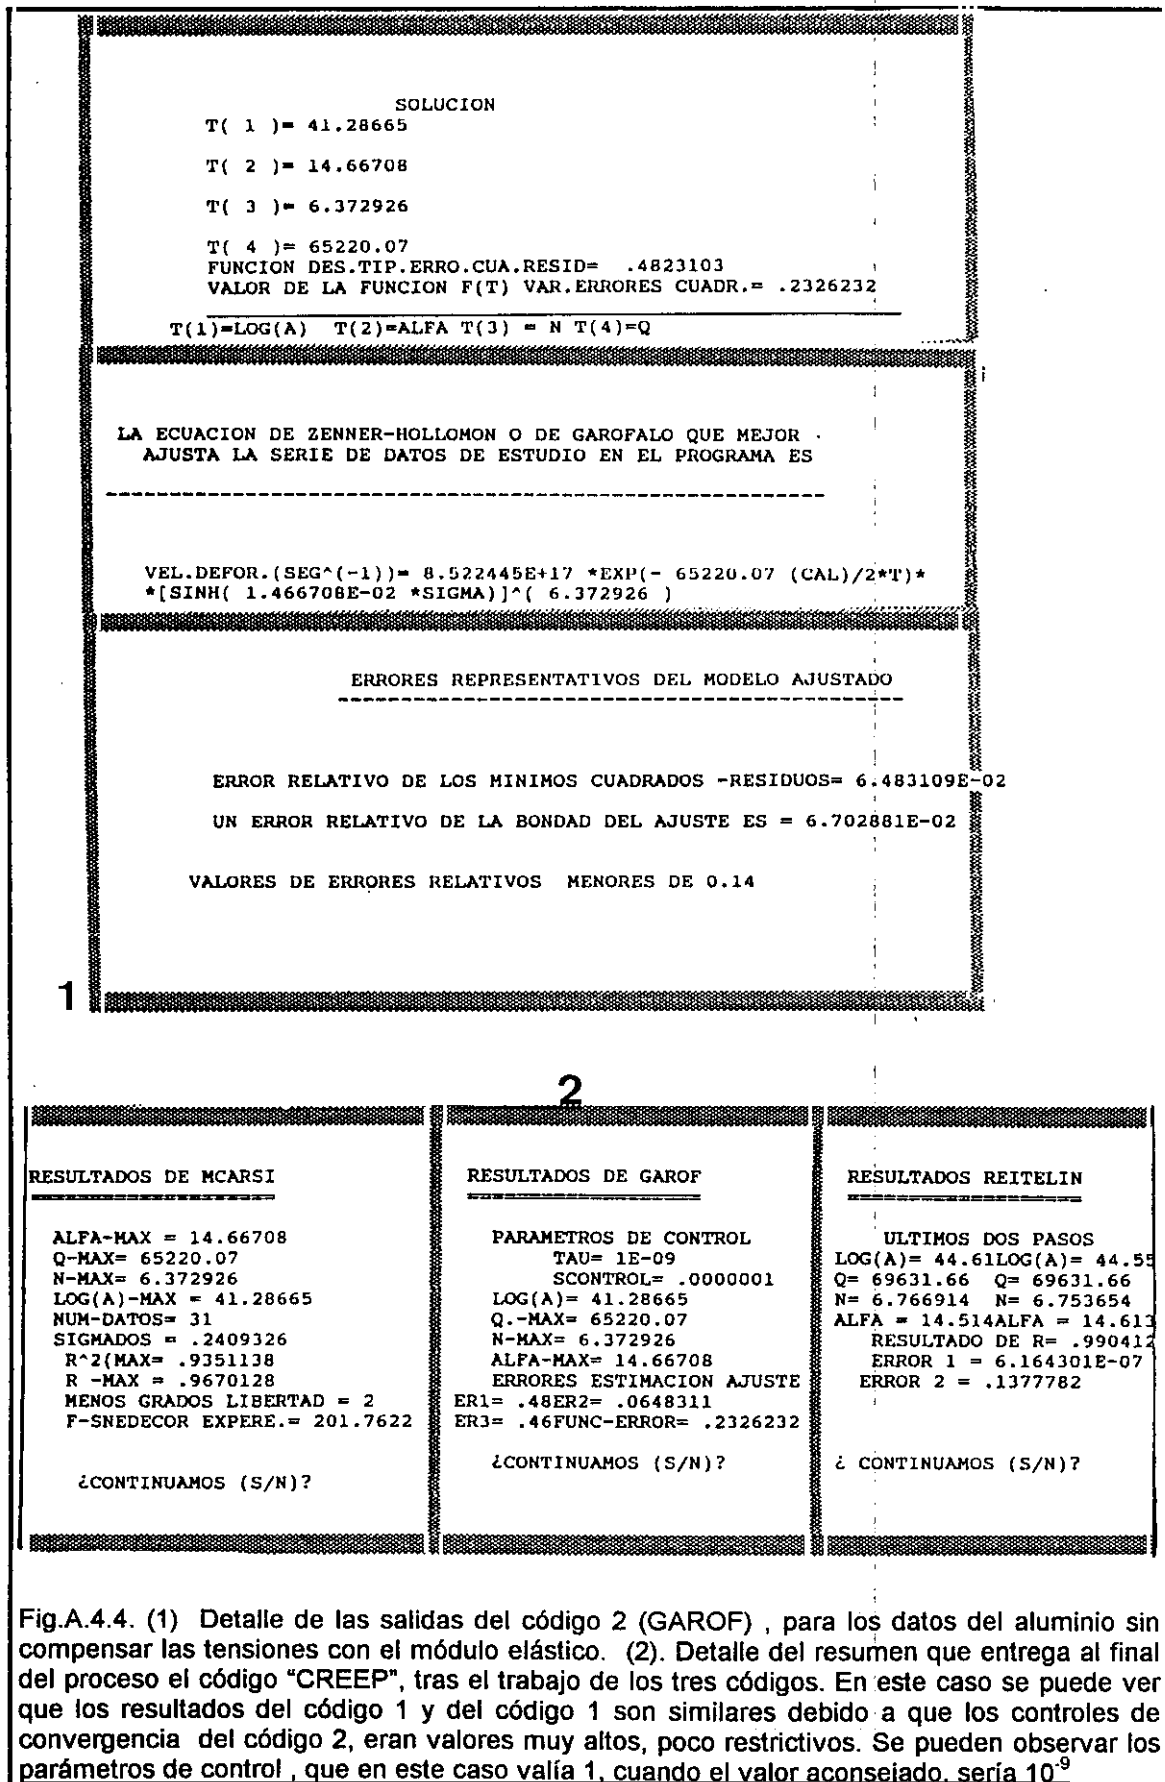 SOLUCION
T( 1 )= 41.28665
T( 2 )= 14.66708
T( 3 )= 6.372926
T( 4 )= 65220.07
FUNCION DES.TIP.ERRO.CUA.RESID= .4823103
VALOR DE LA FUNCION F(T) VAR.ERRORES CUADR.= .2326232
T(1)=LOG(A) T(2)=ALFA T(3) = N T(4)=Q
LA ECUACION DE ZENNER-HOLLOMON O DE GAROFALO QUE MEJOR
AJUSTA LA SERIE DE DATOS DE ESTUDIO EN EL PROGRAMA ES
VEL.DEFOR.(SEG^(-1))= 8.522445E+17 *EXP(- 65220.07 (CAL)/2*T)*
*[SINH( 1.466708E-02 *SIGMA)]^( 6.372926 )
ERRORES REPRESENTATIVOS DEL MODELO AJUSTADO
ERROR RELATIVO DE LOS MINIMOS CUADRADOS -RESIDUOS= 6.483109E-02
UN ERROR RELATIVO DE LA BONDAD DEL AJUSTE ES = 6.702881E-02
VALORES DE ERRORES RELATIVOS MENORES DE 0.14
1
2
RESULTADOS DE MCARSI
ALFA-MAX = 14.66708
Q-MAX= 65220.07
N-MAX= 6.372926
LOG(A)-MAX = 41.28665
NUM-DATOS= 31
SIGMADOS = .2409326
R^2(MAX= .9351138
R -MAX = .9670128
MENOS GRADOS LIBERTAD = 2
F-SNEDECOR EXPERE.= 201.7622
¿CONTINUAMOS (S/N)?
RESULTADOS DE GAROF
PARAMETROS DE CONTROL
TAU= 1E-09
SCONTROL= .0000001
LOG(A)= 41.28665
Q.-MAX= 65220.07
N-MAX= 6.372926
ALFA-MAX= 14.66708
ERRORES ESTIMACION AJUSTE
ER1= .48ER2= .0648311
ER3= .46FUNC-ERROR= .2326232
¿CONTINUAMOS (S/N)?
RESULTADOS REITELIN
ULTIMOS DOS PASOS
LOG(A)= 44.61LOG(A)= 44.55
Q= 69631.66 Q= 69631.66
N= 6.766914 N= 6.753654
ALFA = 14.514ALFA = 14.613
RESULTADO DE R= .990412
ERROR 1 = 6.164301E-07
ERROR 2 = .1377782
¿ CONTINUAMOS (S/N)?
Fig.A.4.4. (1) Detalle de las salidas del código 2 (GAROF) , para los datos del aluminio sin
compensar las tensiones con el módulo elástico. (2). Detalle del resumen que entrega al final
del proceso el código "CREEP", tras el trabajo de los tres códigos. En este caso se puede ver
que los resultados del código 1 y del código 1 son similares debido a que los controles de
convergencia del código 2, eran valores muy altos, poco restrictivos. Se pueden observar los
parámetros de control , que en este caso valía 1, cuando el valor aconsejado, sería 10⁻⁹